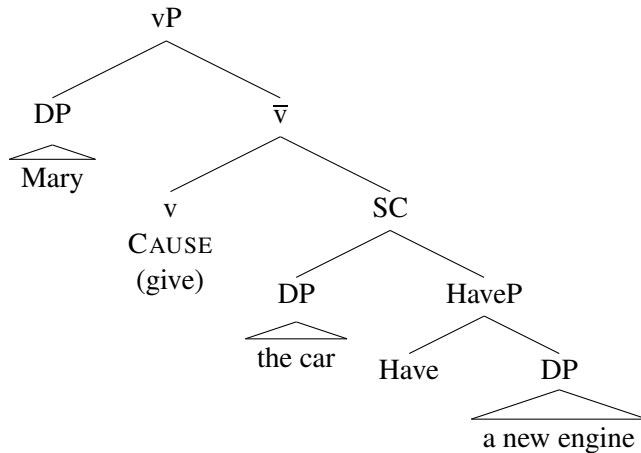 vP
DP
v̅
Mary
v
SC
CAUSE
(give)
DP
HaveP
the car
Have
DP
a new engine